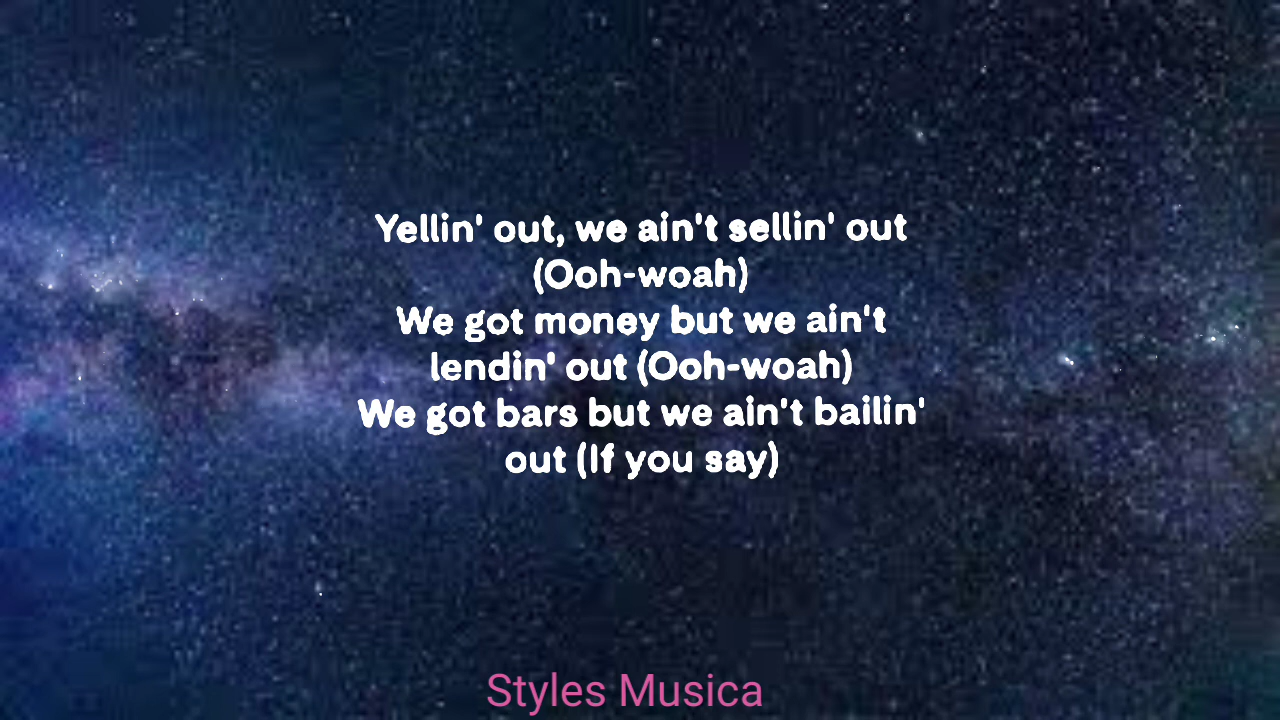 Yellin' out, we ain't sellin' out
(Ooh-woah)
We got money but we ain't
lendin' out (Ooh-woah)
We got bars but we ain't bailin'
out (If you say)
Styles Musica